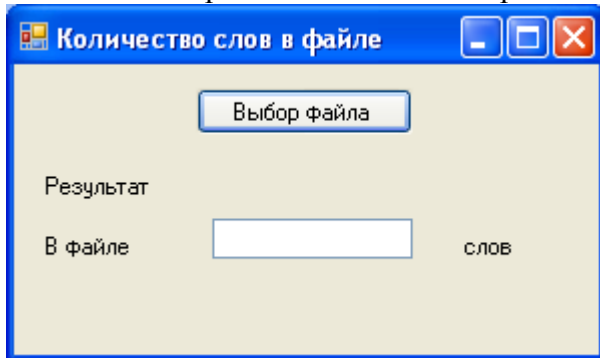 Количество слов в файле
Выбор файла
Результат
В файле слов